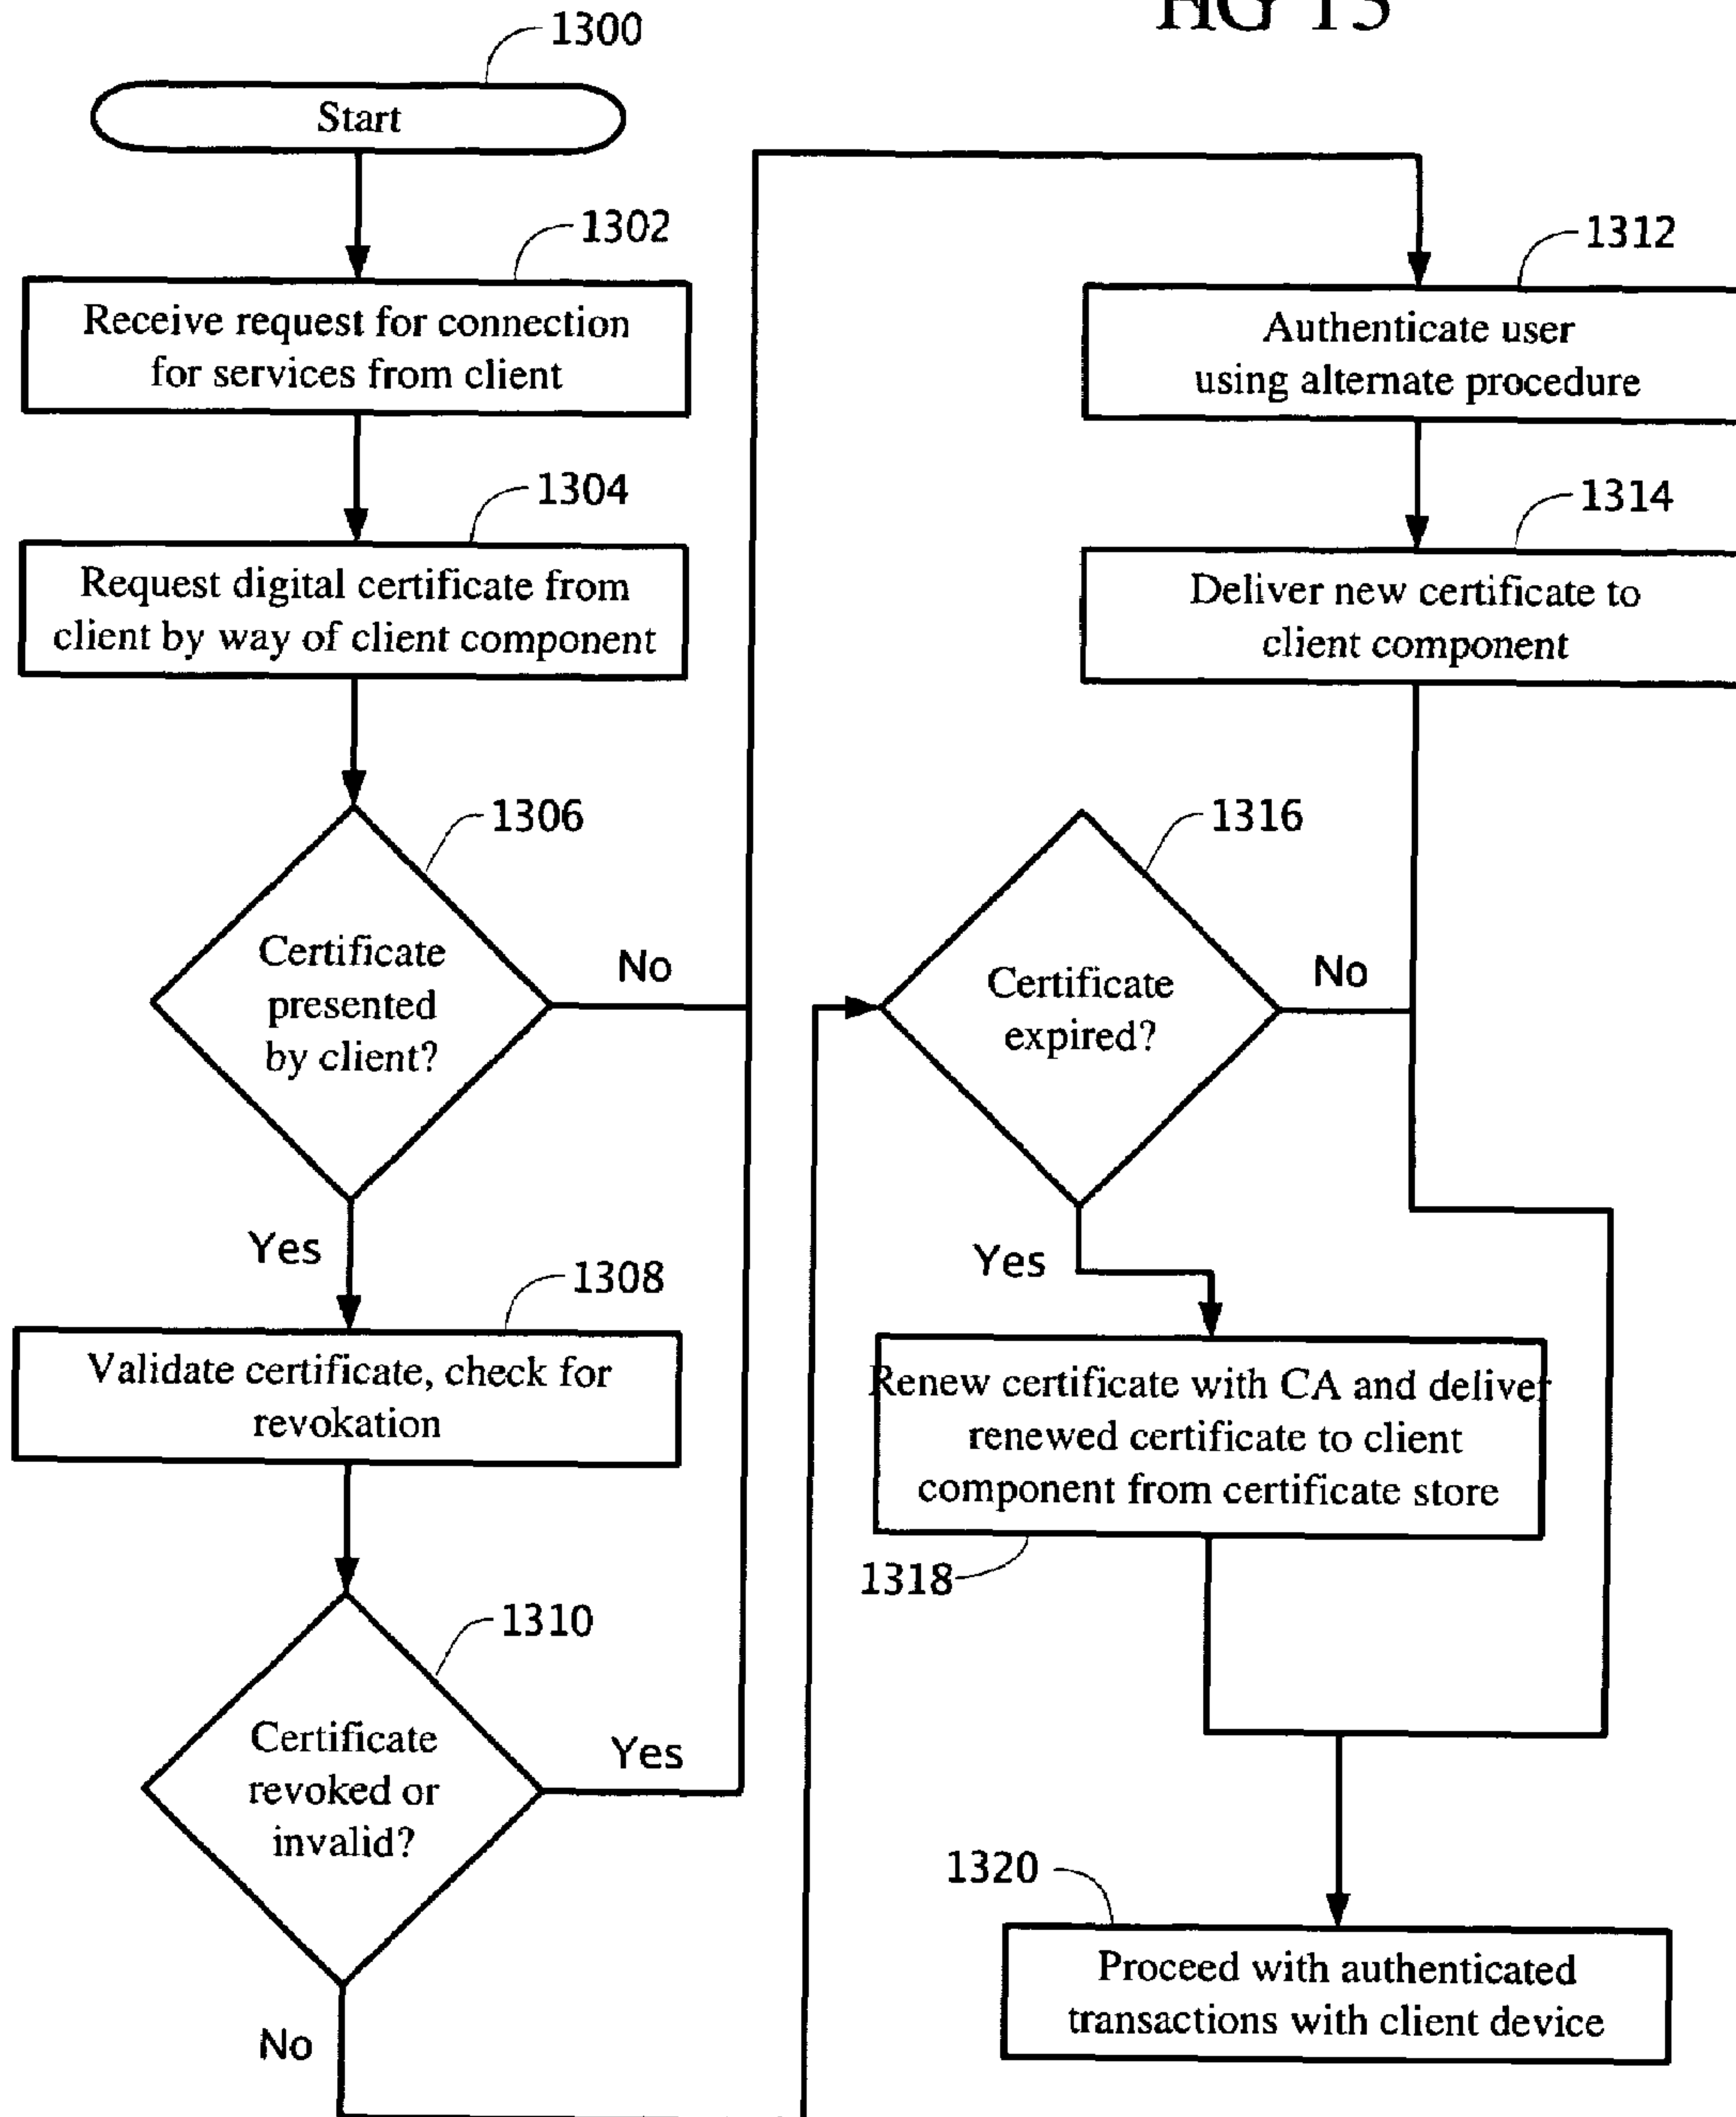 FIG 13
1300
Start
1302
Receive request for connection
for services from client
1304
Request digital certificate from
client by way of client component
1306
Certificate
presented
by client?
No
Yes
1308
Validate certificate, check for
revokation
1310
Certificate
revoked or
invalid?
Yes
No
1312
Authenticate user
using alternate procedure
1314
Deliver new certificate to
client component
1316
Certificate
expired?
No
Yes
Renew certificate with CA and deliver
renewed certificate to client
component from certificate store
1318
1320
Proceed with authenticated
transactions with client device